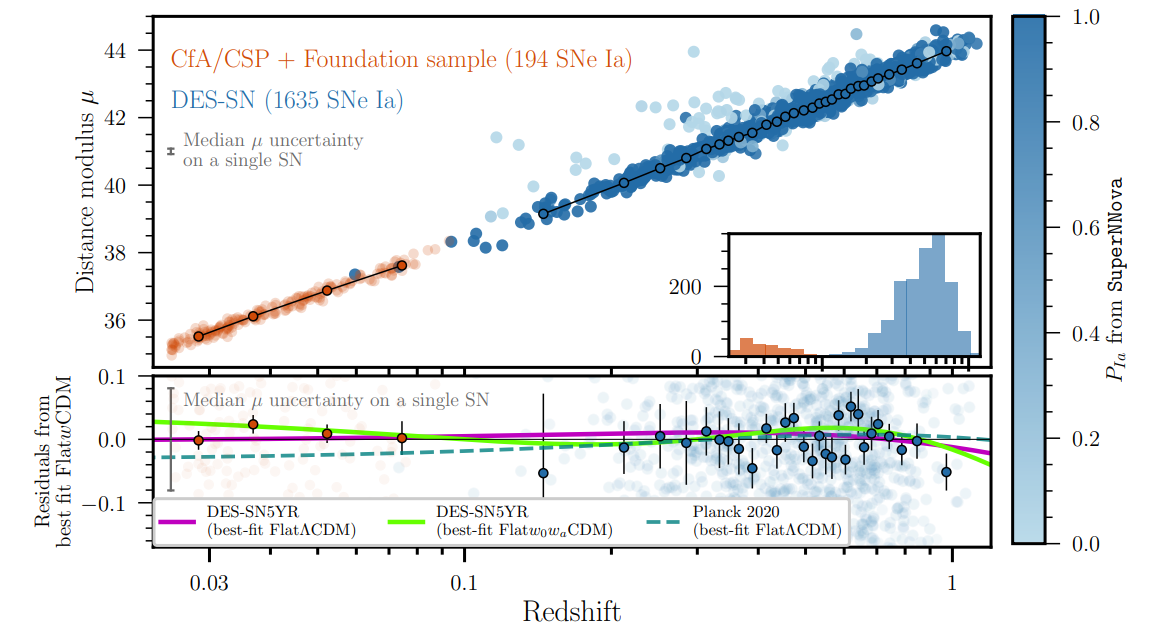 44
42
40
38
36
Distance modulus μ
CfA/CSP + Foundation sample (194 SNe Ia)
DES-SN (1635 SNe Ia)
Median μ uncertainty
on a single SN
200
0
1.0
0.8
0.6
0.4
0.2
0.0
P_{Ia} from SuperNNova
0.1
0.0
−0.1
Residuals from
best fit FlatwCDM
Median μ uncertainty on a single SN
DES-SN5YR
(best-fit FlatΛCDM)
DES-SN5YR
(best-fit Flatw₀wₐCDM)
Planck 2020
(best-fit FlatΛCDM)
0.03
0.1
1
Redshift